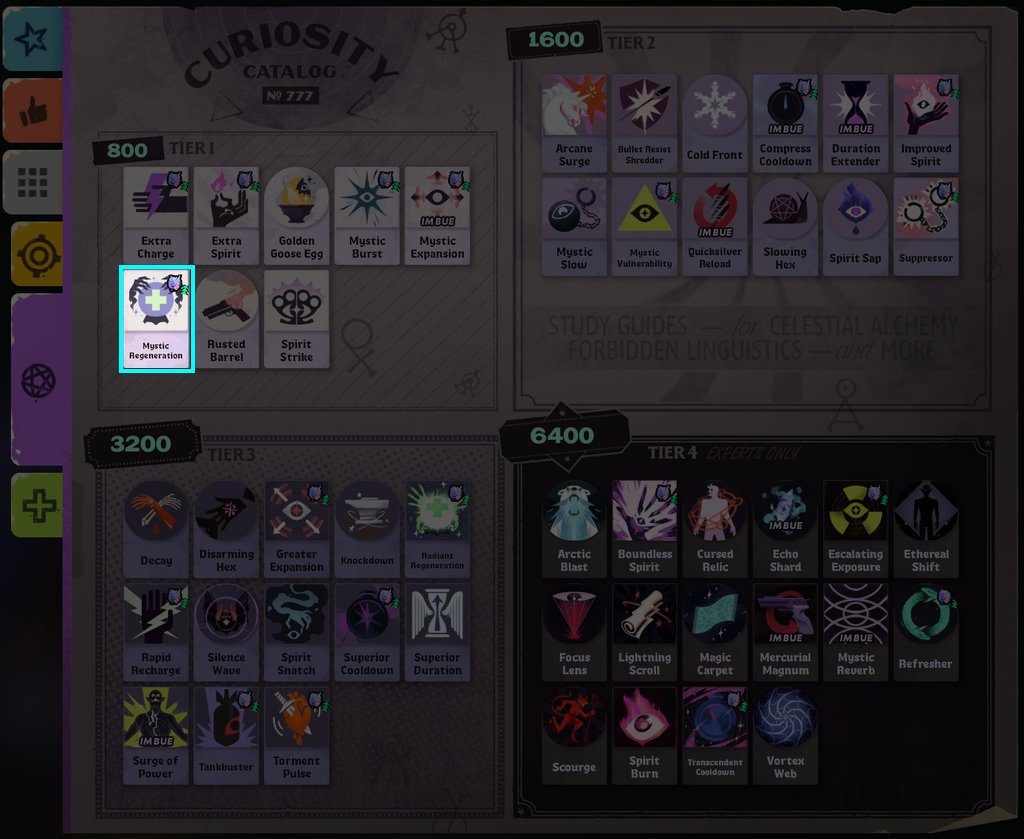 CURIOSITY
CATALOG
Nº 777
800 TIER 1
Extra Charge
Extra Spirit
Golden Goose Egg
Mystic Burst
IMBUE
Mystic Expansion
Mystic Regeneration
Rusted Barrel
Spirit Strike
1600 TIER 2
Arcane Surge
Bullet Resist Shredder
Cold Front
IMBUE
Compress Cooldown
IMBUE
Duration Extender
Improved Spirit
Mystic Slow
Mystic Vulnerability
IMBUE
Quicksilver Reload
Slowing Hex
Spirit Sap
Suppressor
STUDY GUIDES — for CELESTIAL ALCHEMY
FORBIDDEN LINGUISTICS — and MORE
3200 TIER 3
Decay
Disarming Hex
Greater Expansion
Knockdown
Radiant Regeneration
Rapid Recharge
Silence Wave
Spirit Snatch
Superior Cooldown
Superior Duration
IMBUE
Surge of Power
Tankbuster
Torment Pulse
6400 TIER 4 EXPERTS ONLY
Arctic Blast
Boundless Spirit
Cursed Relic
IMBUE
Echo Shard
Escalating Exposure
Ethereal Shift
Focus Lens
Lightning Scroll
Magic Carpet
IMBUE
Mercurial Magnum
IMBUE
Mystic Reverb
Refresher
Scourge
Spirit Burn
Transcendent Cooldown
Vortex Web